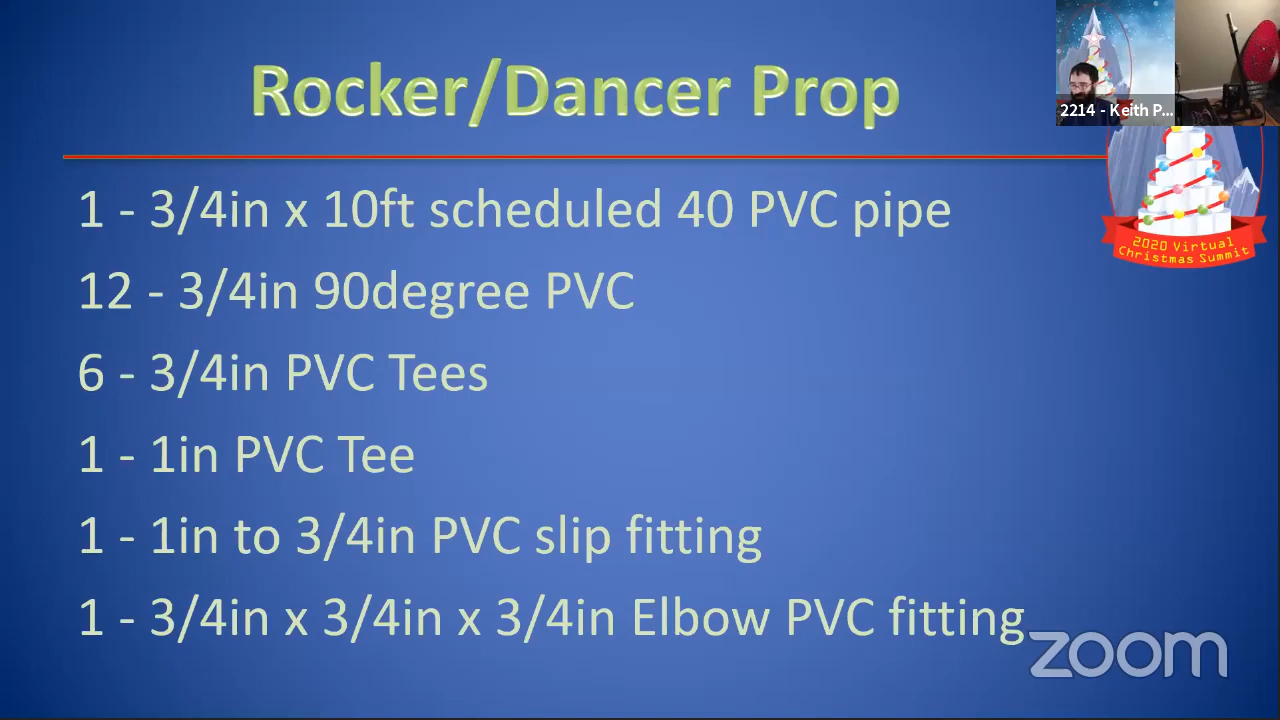 Rocker/Dancer Prop
2214 - Keith P...
1 - 3/4in x 10ft scheduled 40 PVC pipe
2020 Virtual
Christmas Summit
12 - 3/4in 90degree PVC
6 - 3/4in PVC Tees
1 - 1in PVC Tee
1 - 1in to 3/4in PVC slip fitting
1 - 3/4in x 3/4in x 3/4in Elbow PVC fitting
zoom